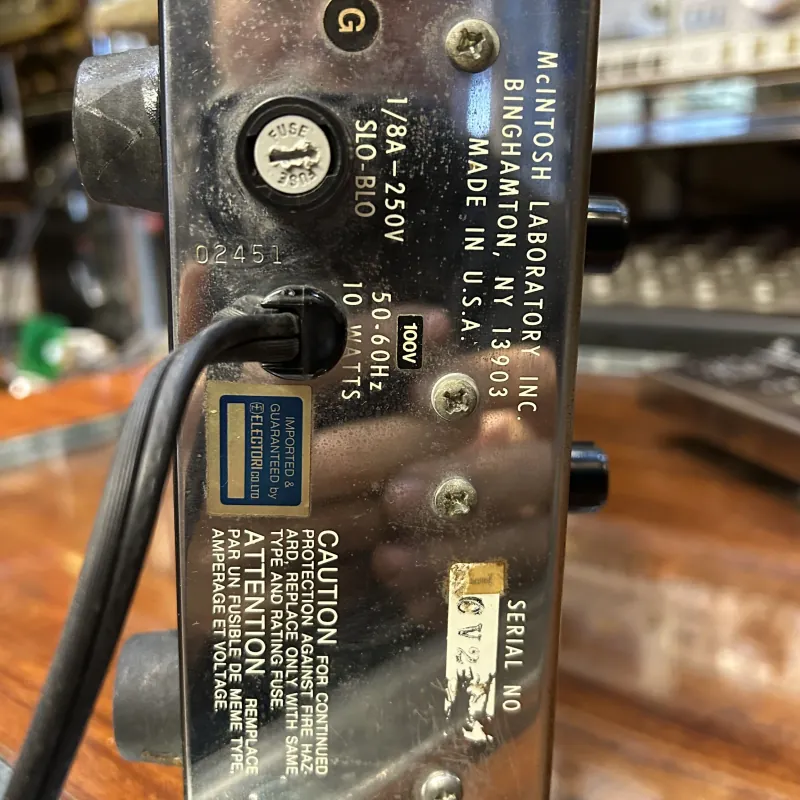 G
McINTOSH LABORATORY INC.
BINGHAMTON, NY 13903
MADE IN U.S.A.
1/8A-250V
SLO-BLO
FUSE
FUSE
02451
100V
50-60Hz
10 WATTS
IMPORTED &
GUARANTEED by
ELECTORI CO.LTD.
SERIAL NO
CV2
CAUTION FOR CONTINUED
PROTECTION AGAINST FIRE HAZ-
ARD, REPLACE ONLY WITH SAME
TYPE AND RATING FUSE.
ATTENTION REMPLACE
PAR UN FUSIBLE DE MEME TYPE,
AMPERAGE ET VOLTAGE.